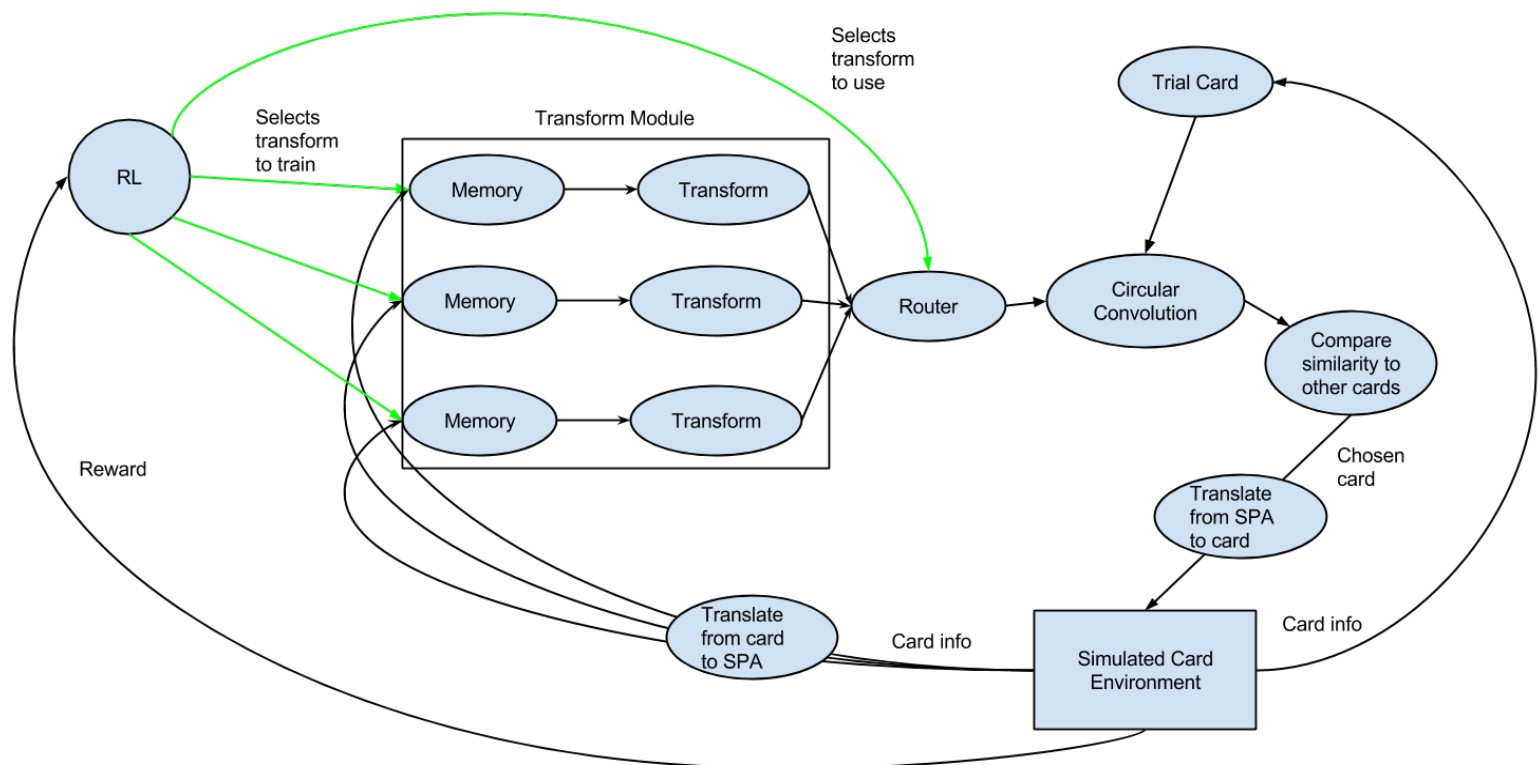 Selects
transform
to use
Trial Card
Selects
transform
to train
Transform Module
RL
Memory
Transform
Memory
Transform
Router
Circular
Convolution
Compare
similarity to
other cards
Memory
Transform
Reward
Chosen
card
Translate
from SPA
to card
Translate
from card
to SPA
Card info
Simulated Card
Environment
Card info